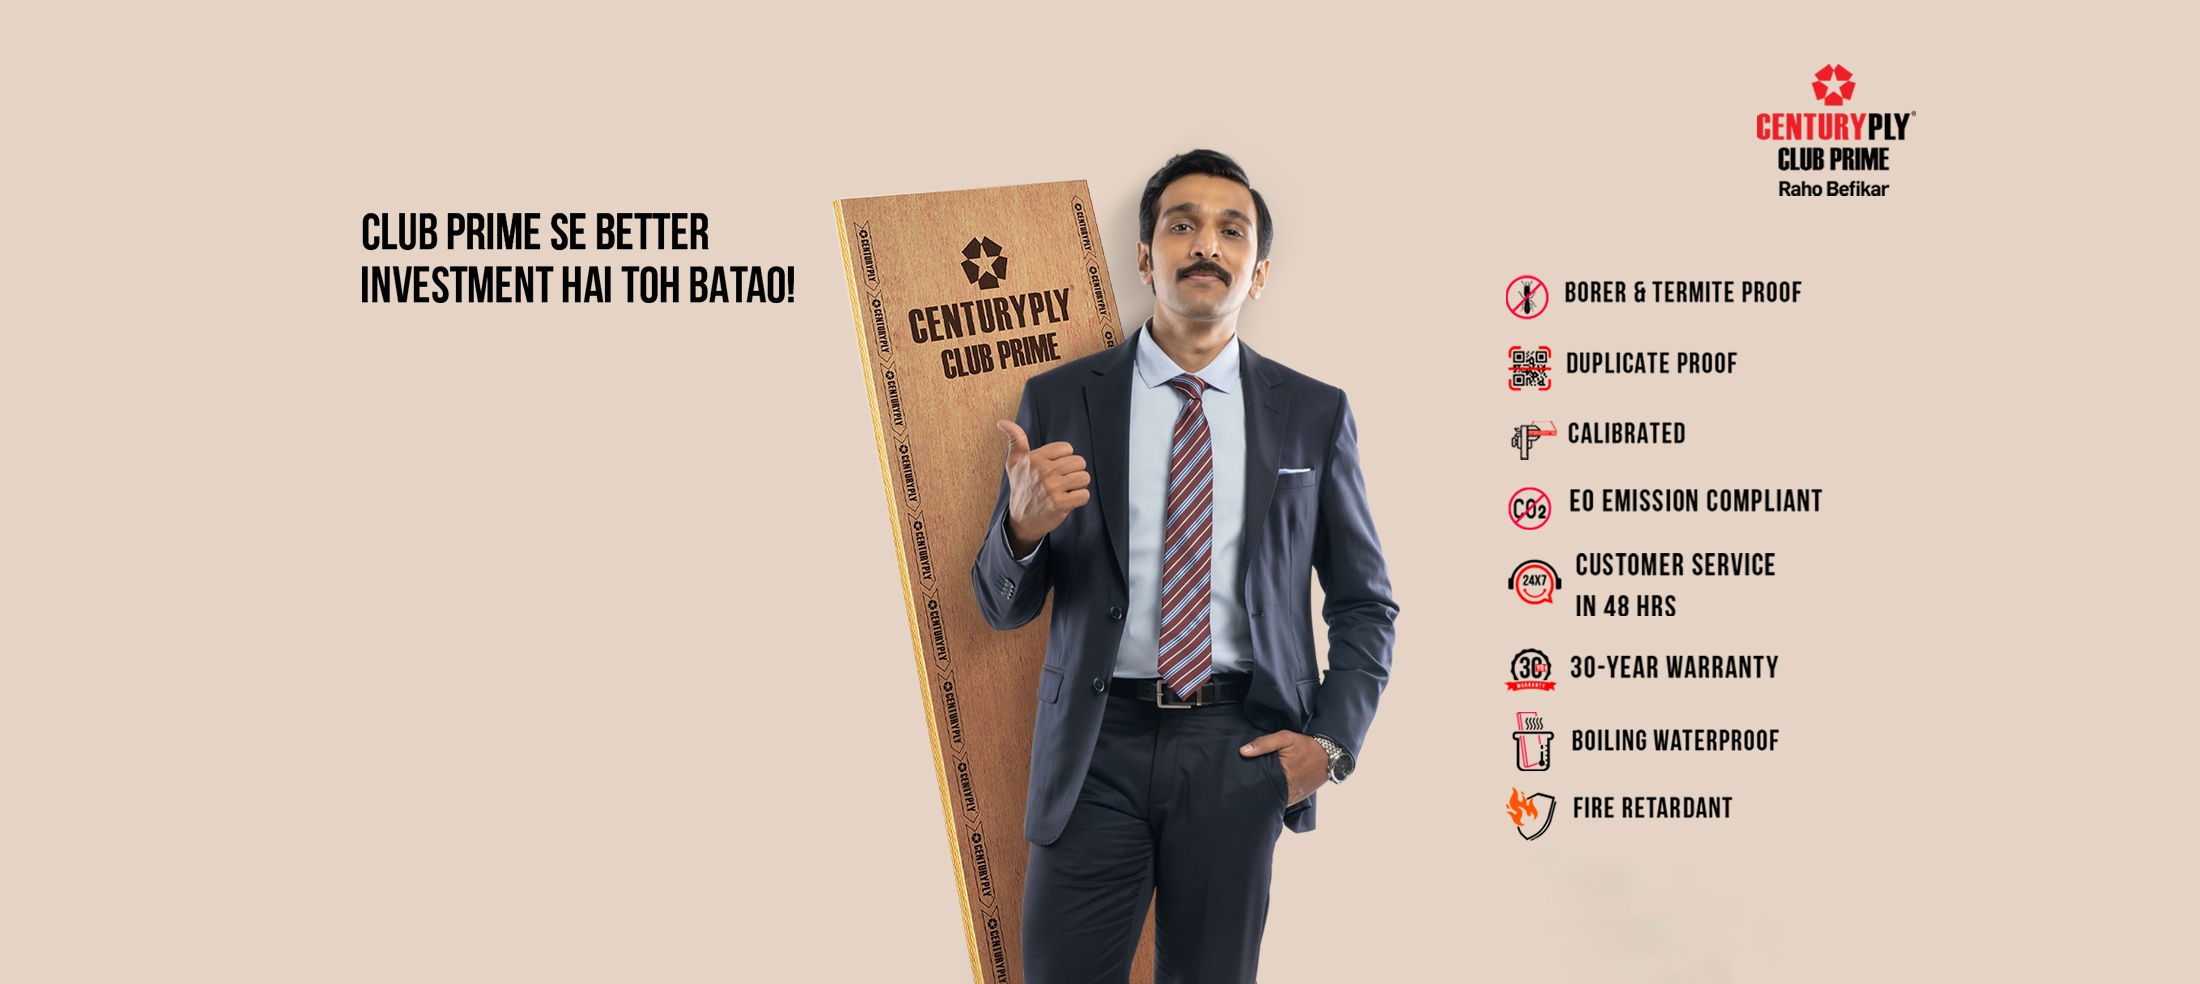 CLUB PRIME SE BETTER
INVESTMENT HAI TOH BATAO!
CENTURYPLY
CLUB PRIME
CENTURYPLY®
CLUB PRIME
Raho Befikar
BORER & TERMITE PROOF
DUPLICATE PROOF
CALIBRATED
CO2
E0 EMISSION COMPLIANT
24X7
CUSTOMER SERVICE
IN 48 HRS
30
WARRANTY
30-YEAR WARRANTY
BOILING WATERPROOF
FIRE RETARDANT